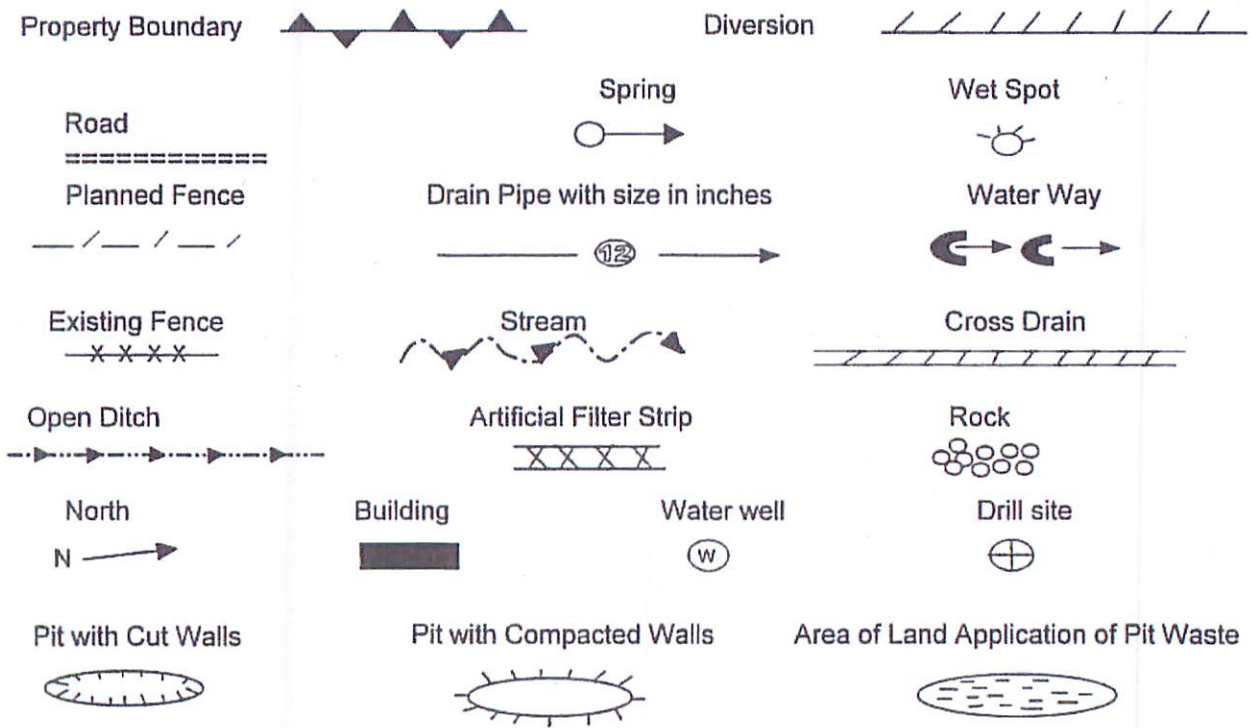 Property Boundary
Diversion
Spring
Wet Spot
Road
Planned Fence
Drain Pipe with size in inches
Water Way
12
Existing Fence
Stream
Cross Drain
X X X X
Open Ditch
Artificial Filter Strip
Rock
North
Building
Water well
Drill site
N
W
Pit with Cut Walls
Pit with Compacted Walls
Area of Land Application of Pit Waste